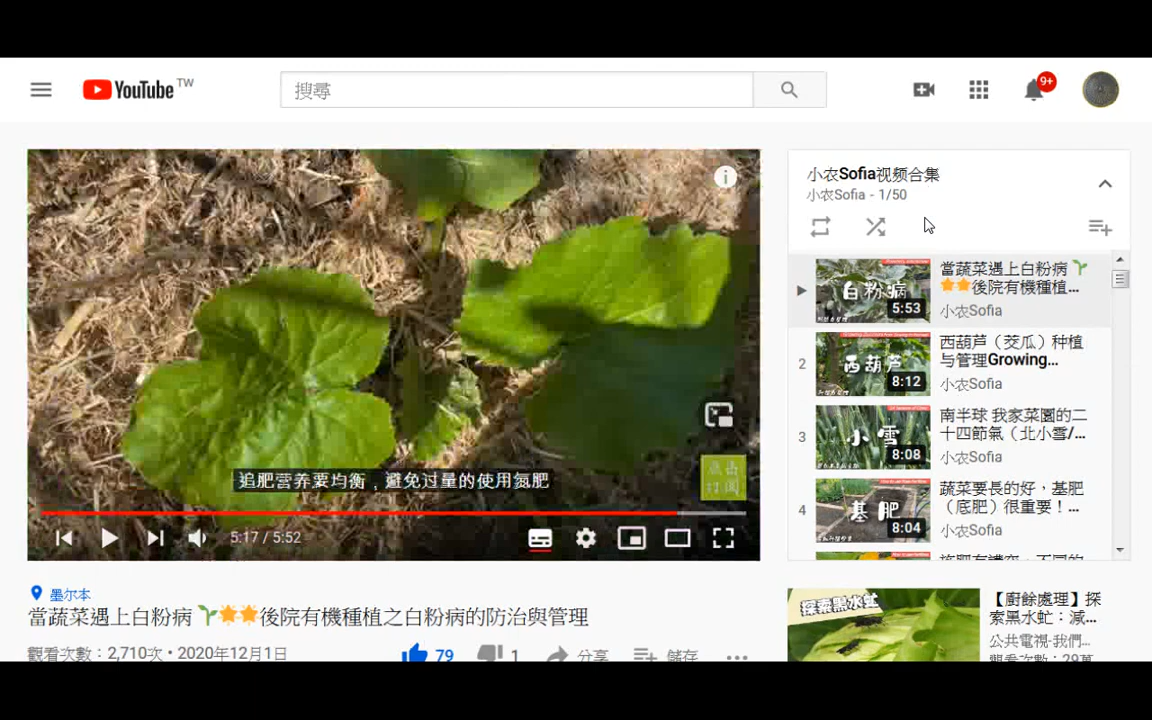 YouTube TW
搜尋
9+
追肥营养要均衡，避免过量的使用氮肥
5:17 / 5:52
墨尔本
當蔬菜遇上白粉病🌱🌟🌟後院有機種植之白粉病的防治與管理
觀看次數：2,710次 • 2020年12月1日
79
1
分享
儲存
小农Sofia视频合集
小农Sofia - 1/50
白粉病
5:53
當蔬菜遇上白粉病🌱
🌟🌟後院有機種植...
小农Sofia
2
西葫芦
8:12
西葫芦（茭瓜）种植
与管理Growing...
小农Sofia
3
小雪
8:08
南半球 我家菜園的二
十四節氣（北小雪/...
小农Sofia
4
基肥
8:04
蔬菜要長的好，基肥
（底肥）很重要！...
小农Sofia
探索黑水虻
【廚餘處理】探
索黑水虻：減...
公共電視-我們...